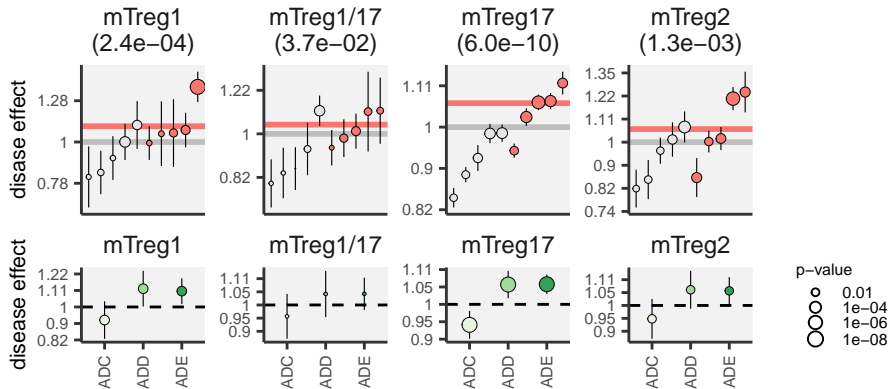 mTreg1
(2.4e−04)
mTreg1/17
(3.7e−02)
mTreg17
(6.0e−10)
mTreg2
(1.3e−03)
disase effect
1.28
1
0.78
1.22
1
0.82
1.11
1
0.9
0.82
1.35
1.22
1.11
1
0.9
0.82
0.74
mTreg1
mTreg1/17
mTreg17
mTreg2
disease effect
1.22
1.11
1
0.9
0.82
1.11
1.05
1
0.95
0.9
1.11
1.05
1
0.95
0.9
1.11
1.05
1
0.95
0.9
ADC
ADD
ADE
ADC
ADD
ADE
ADC
ADD
ADE
ADC
ADD
ADE
p−value
0.01
1e−04
1e−06
1e−08